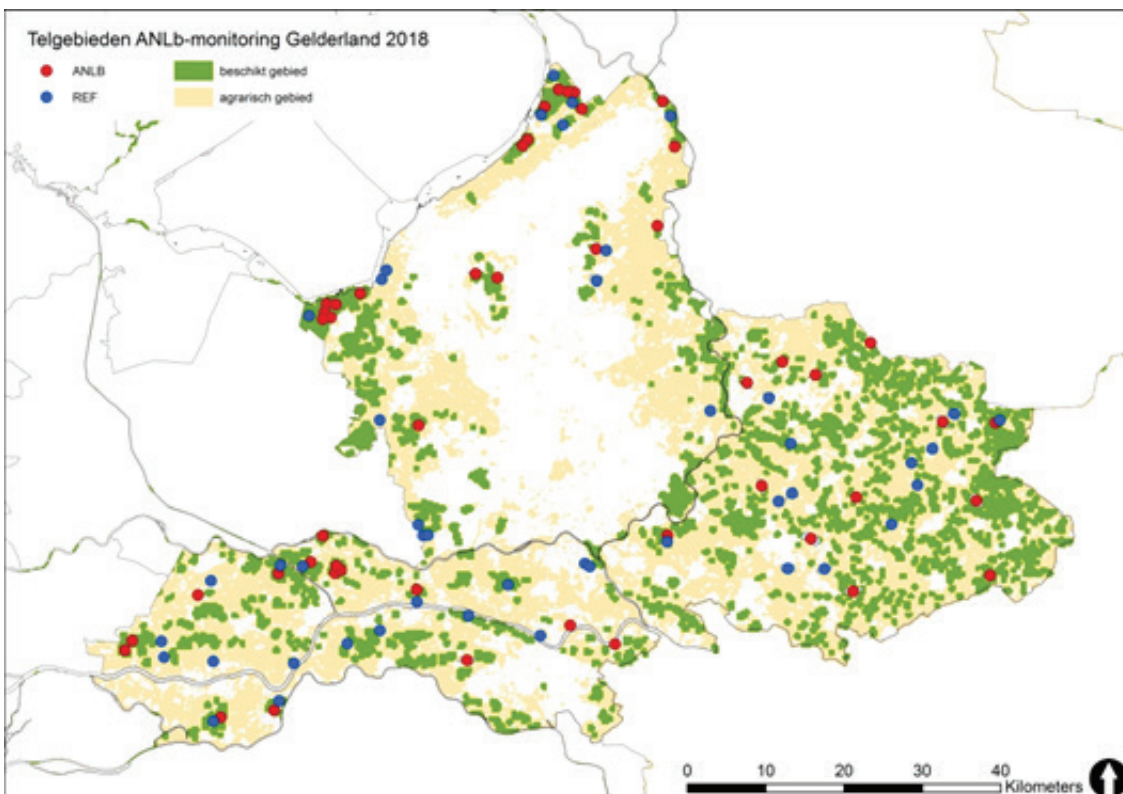 Telgebieden ANLb-monitoring Gelderland 2018
ANLB beschikt gebied
REF agrarisch gebied
0 10 20 30 40
Kilometers